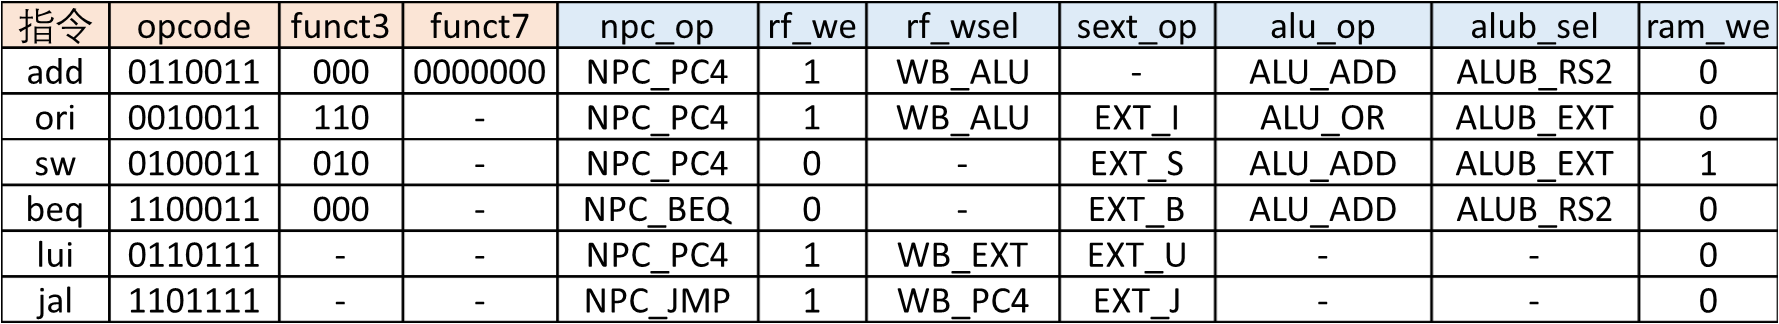 指令 opcode funct3 funct7 npc_op rf_we rf_wsel sext_op alu_op alub_sel ram_we
add 0110011 000 0000000 NPC_PC4 1 WB_ALU - ALU_ADD ALUB_RS2 0
ori 0010011 110 - NPC_PC4 1 WB_ALU EXT_I ALU_OR ALUB_EXT 0
sw 0100011 010 - NPC_PC4 0 - EXT_S ALU_ADD ALUB_EXT 1
beq 1100011 000 - NPC_BEQ 0 - EXT_B ALU_ADD ALUB_RS2 0
lui 0110111 - - NPC_PC4 1 WB_EXT EXT_U - - 0
jal 1101111 - - NPC_JMP 1 WB_PC4 EXT_J - - 0